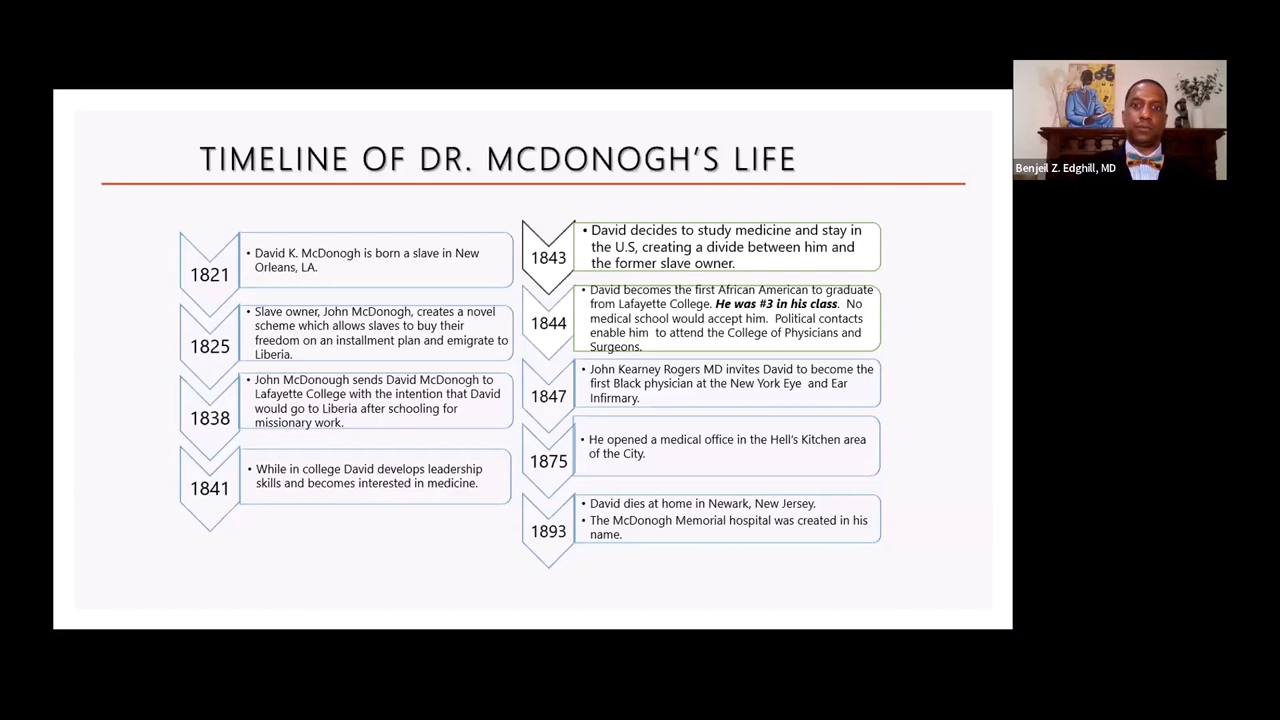 TIMELINE OF DR. MCDONOGH'S LIFE
1821
• David K. McDonogh is born a slave in New
Orleans, LA.
1825
• Slave owner, John McDonogh, creates a novel
scheme which allows slaves to buy their
freedom on an installment plan and emigrate to
Liberia.
1838
• John McDonough sends David McDonogh to
Lafayette College with the intention that David
would go to Liberia after schooling for
missionary work.
1841
• While in college David develops leadership
skills and becomes interested in medicine.
1843
• David decides to study medicine and stay in
the U.S, creating a divide between him and
the former slave owner.
1844
• David becomes the first African American to graduate
from Lafayette College. He was #3 in his class. No
medical school would accept him. Political contacts
enable him to attend the College of Physicians and
Surgeons.
1847
• John Kearney Rogers MD invites David to become the
first Black physician at the New York Eye and Ear
Infirmary.
1875
• He opened a medical office in the Hell's Kitchen area
of the City.
1893
• David dies at home in Newark, New Jersey.
• The McDonogh Memorial hospital was created in his
name.
Benjeil Z. Edghill, MD